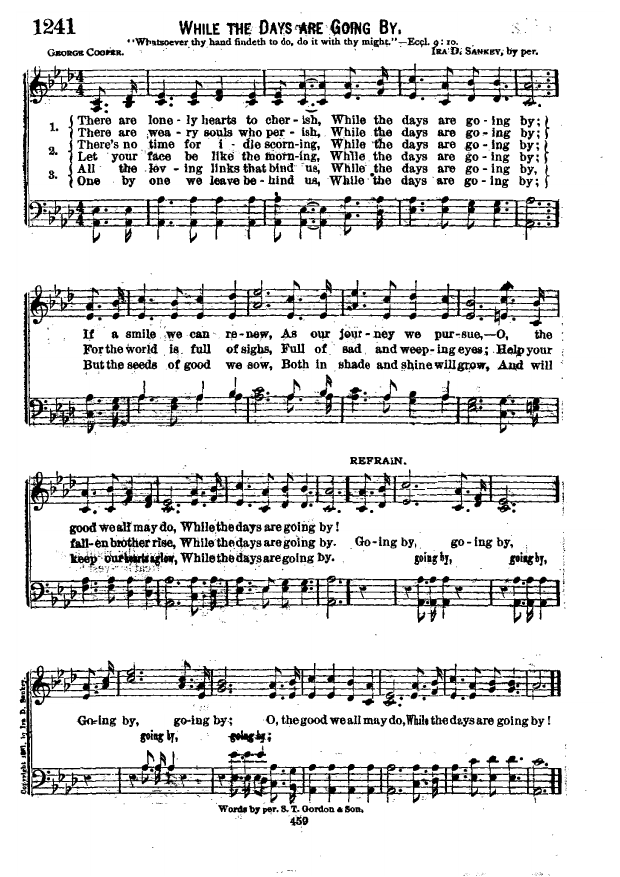 1241
WHILE THE DAYS ARE GOING BY.
"Whatsoever thy hand findeth to do, do it with thy might."—Eccl. 9:10.
GEORGE COOPER. IRA D. SANKEY, by per.
1. { There are lone-ly hearts to cher-ish, While the days are go-ing by;
{ There are wea-ry souls who per-ish, While the days are go-ing by;
2. { There's no time for i-dle scorning, While the days are go-ing by;
{ Let your face be like the morn-ing, While the days are go-ing by;
3. { All the lov-ing links that bind us, While the days are go-ing by,
{ One by one we leave be-hind us, While the days are go-ing by;
If a smile we can re-new, As our jour-ney we pur-sue,—O, the
For the world is full of sighs, Full of sad and weep-ing eyes; Help your
But the seeds of good we sow, Both in shade and shine will grow, And will
REFRAIN.
good we all may do, While the days are going by!
fall-en brother rise, While the days are going by. Go-ing by, go-ing by,
keep our hearts aglow, While the days are going by. going by, going by,
Go-ing by, go-ing by; O, the good we all may do, While the days are going by!
going by, go-ing by;
Copyright 1891, by Ira D. Sankey.
Words by per. S. T. Gordon & Son.
459